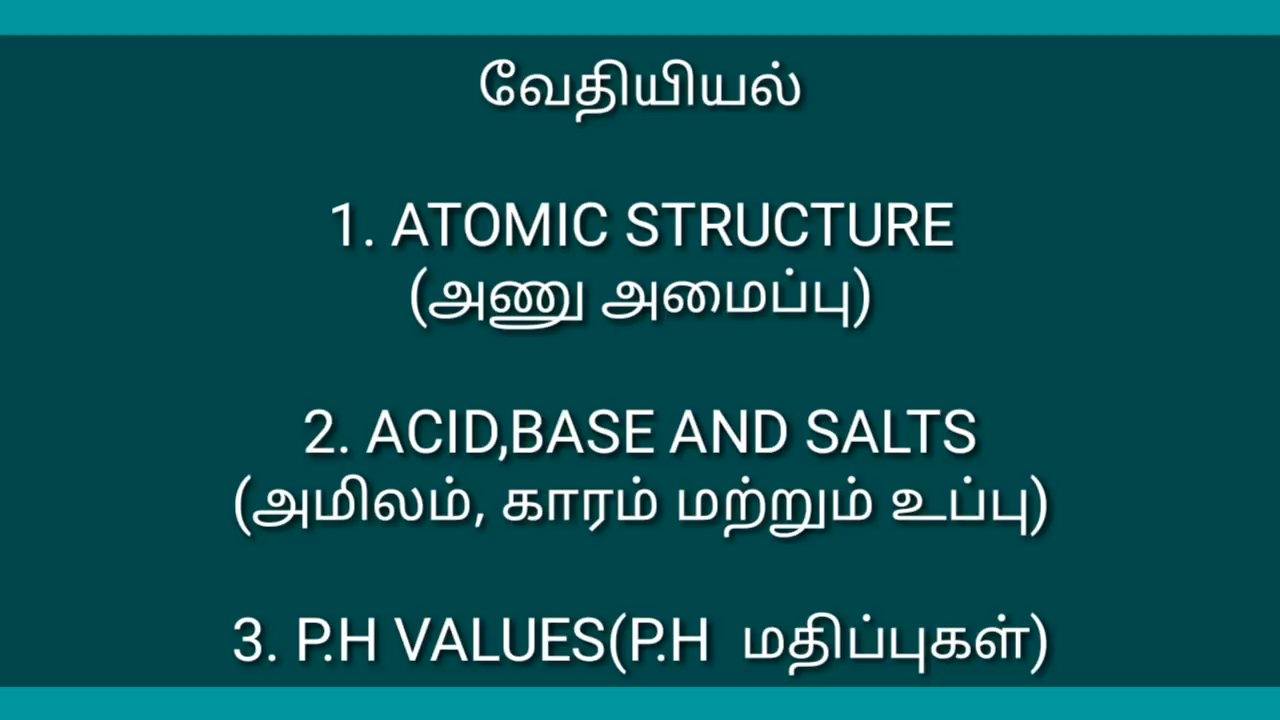 வேதியியல்
1. ATOMIC STRUCTURE
(அணு அமைப்பு)
2. ACID,BASE AND SALTS
(அமிலம், காரம் மற்றும் உப்பு)
3. P.H VALUES(P.H மதிப்புகள்)